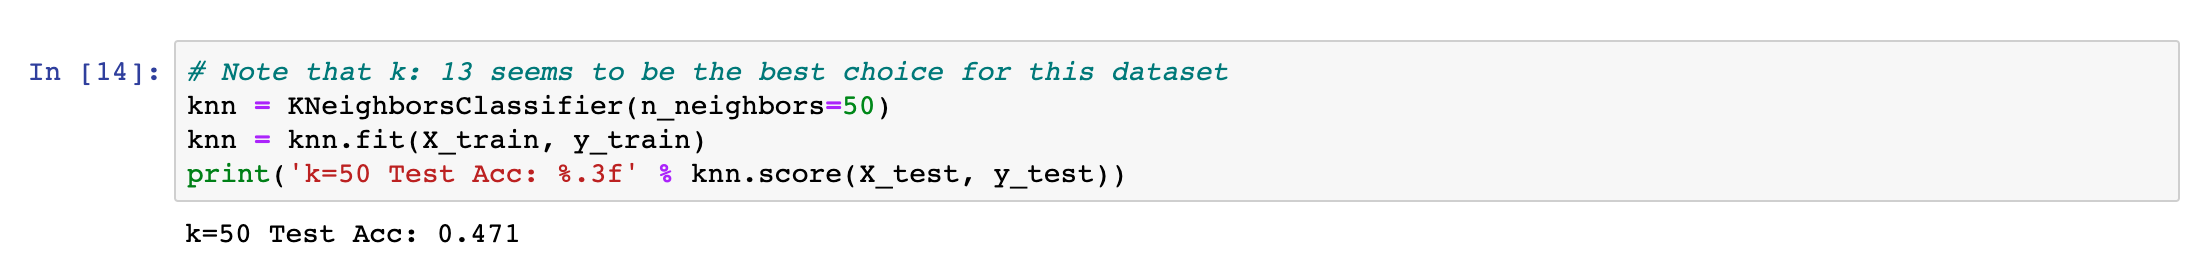 In [14]: # Note that k: 13 seems to be the best choice for this dataset
knn = KNeighborsClassifier(n_neighbors=50)
knn = knn.fit(X_train, y_train)
print('k=50 Test Acc: %.3f' % knn.score(X_test, y_test))
k=50 Test Acc: 0.471